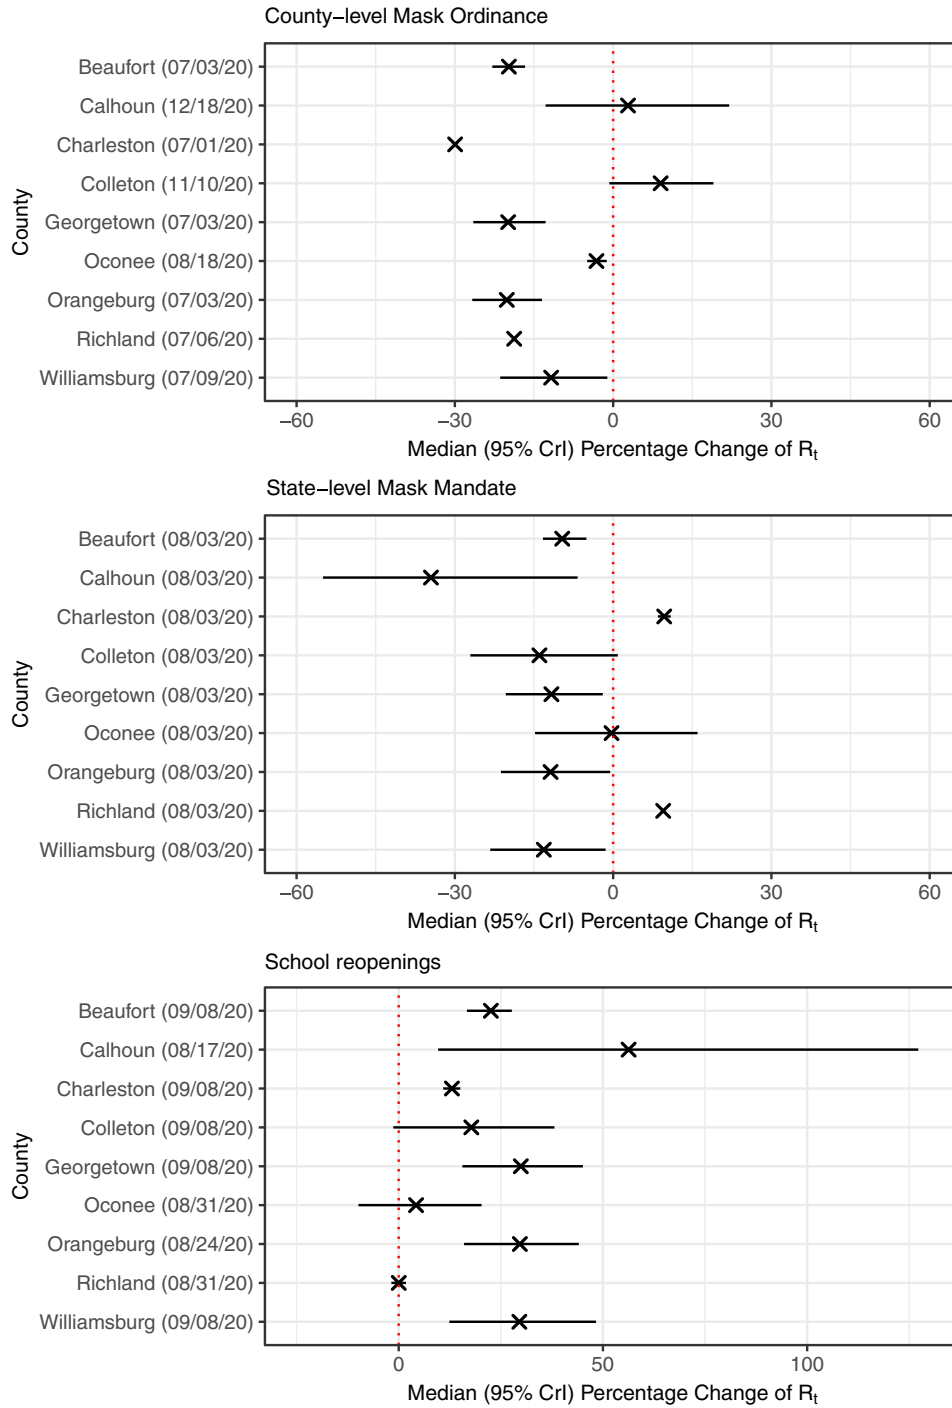 County−level Mask Ordinance
County
Beaufort (07/03/20)
Calhoun (12/18/20)
Charleston (07/01/20)
Colleton (11/10/20)
Georgetown (07/03/20)
Oconee (08/18/20)
Orangeburg (07/03/20)
Richland (07/06/20)
Williamsburg (07/09/20)
−60 −30 0 30 60
Median (95% CrI) Percentage Change of Rt
State−level Mask Mandate
County
Beaufort (08/03/20)
Calhoun (08/03/20)
Charleston (08/03/20)
Colleton (08/03/20)
Georgetown (08/03/20)
Oconee (08/03/20)
Orangeburg (08/03/20)
Richland (08/03/20)
Williamsburg (08/03/20)
−60 −30 0 30 60
Median (95% CrI) Percentage Change of Rt
School reopenings
County
Beaufort (09/08/20)
Calhoun (08/17/20)
Charleston (09/08/20)
Colleton (09/08/20)
Georgetown (09/08/20)
Oconee (08/31/20)
Orangeburg (08/24/20)
Richland (08/31/20)
Williamsburg (09/08/20)
0 50 100
Median (95% CrI) Percentage Change of Rt